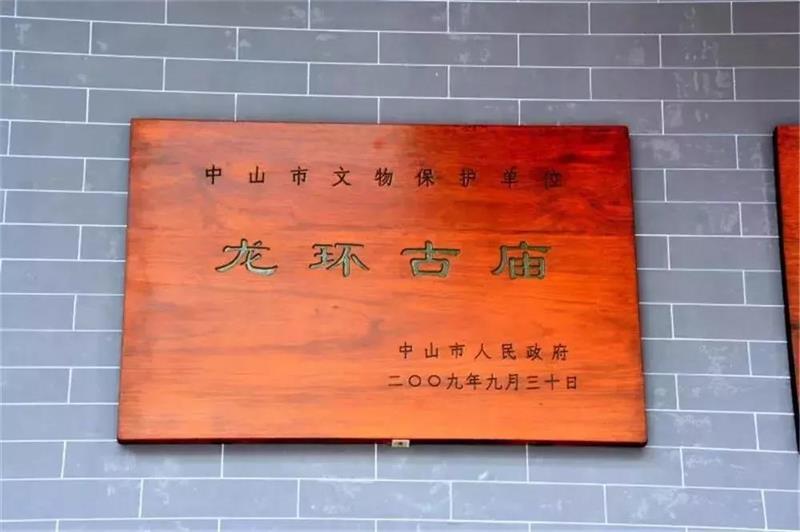 中山市文物保护单位
龙环古庙
中山市人民政府
二〇〇九年九月三十日